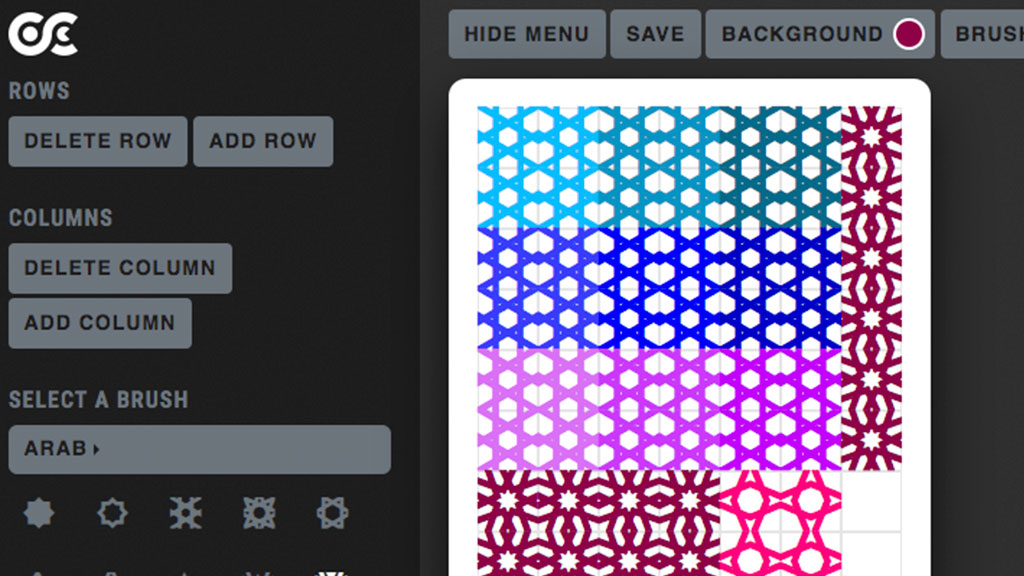 HIDE MENU SAVE BACKGROUND BRUSH
ROWS
DELETE ROW ADD ROW
COLUMNS
DELETE COLUMN
ADD COLUMN
SELECT A BRUSH
ARAB